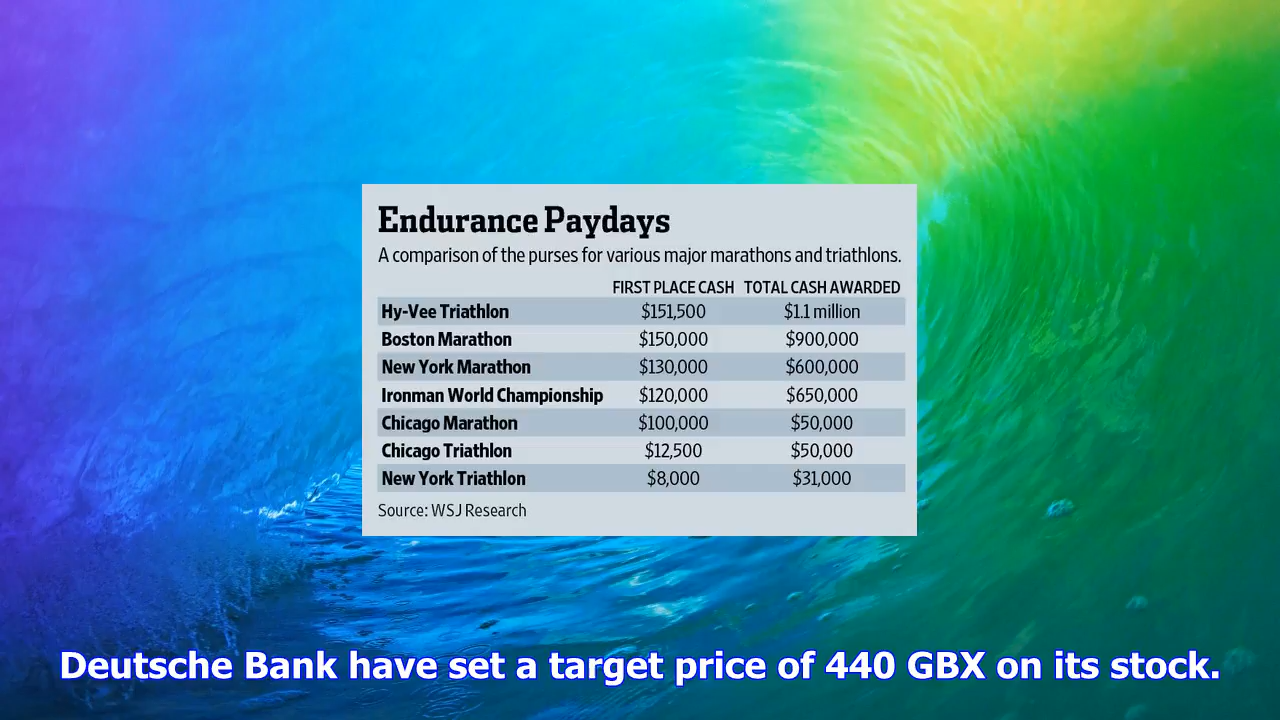 Endurance Paydays
A comparison of the purses for various major marathons and triathlons.
FIRST PLACE CASH TOTAL CASH AWARDED
Hy-Vee Triathlon $151,500 $1.1 million
Boston Marathon $150,000 $900,000
New York Marathon $130,000 $600,000
Ironman World Championship $120,000 $650,000
Chicago Marathon $100,000 $50,000
Chicago Triathlon $12,500 $50,000
New York Triathlon $8,000 $31,000
Source: WSJ Research
Deutsche Bank have set a target price of 440 GBX on its stock.